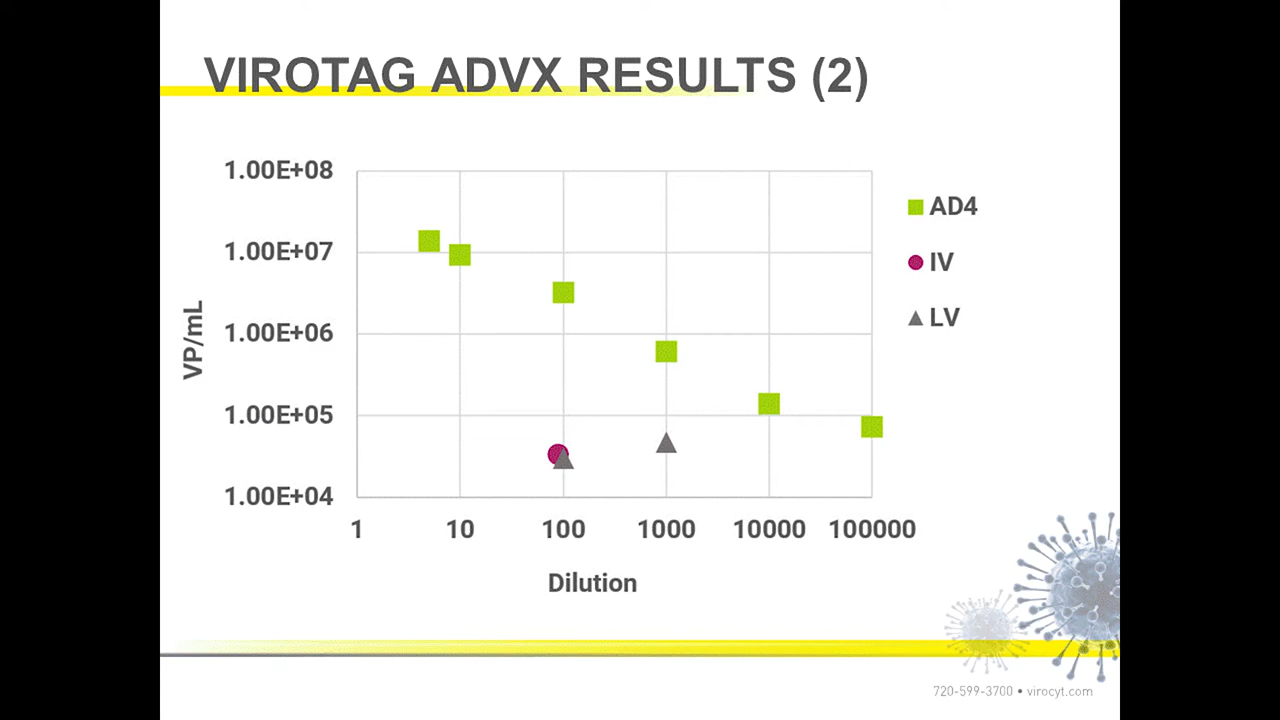 VIROTAG ADVX RESULTS (2)
1.00E+08
1.00E+07
1.00E+06
1.00E+05
1.00E+04
VP/mL
1 10 100 1000 10000 100000
Dilution
AD4
IV
LV
720-599-3700 • virocyt.com